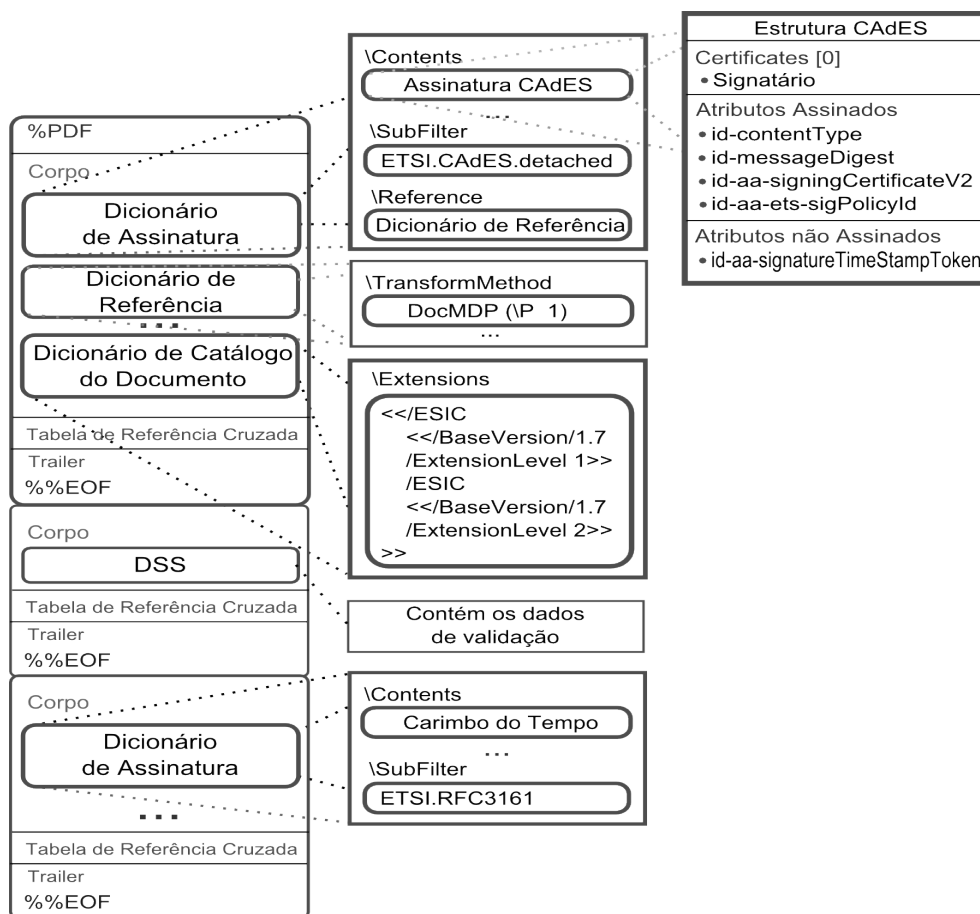 %PDF
Corpo
Dicionário
de Assinatura
Dicionário de
Referência
...
Dicionário de Catálogo
do Documento
Tabela de Referência Cruzada
Trailer
%%EOF
Corpo
DSS
Tabela de Referência Cruzada
Trailer
%%EOF
Corpo
Dicionário
de Assinatura
...
Tabela de Referência Cruzada
Trailer
%%EOF
\Contents
Assinatura CAdES
...
\SubFilter
ETSI.CAdES.detached
\Reference
Dicionário de Referência
\TransformMethod
DocMDP (\P 1)
...
\Extensions
<</ESIC
<</BaseVersion/1.7
/ExtensionLevel 1>>
/ESIC
<</BaseVersion/1.7
/ExtensionLevel 2>>
>>
Contém os dados
de validação
\Contents
Carimbo do Tempo
...
\SubFilter
ETSI.RFC3161
Estrutura CAdES
Certificates [0]
• Signatário
Atributos Assinados
• id-contentType
• id-messageDigest
• id-aa-signingCertificateV2
• id-aa-ets-sigPolicyId
Atributos não Assinados
• id-aa-signatureTimeStampToken